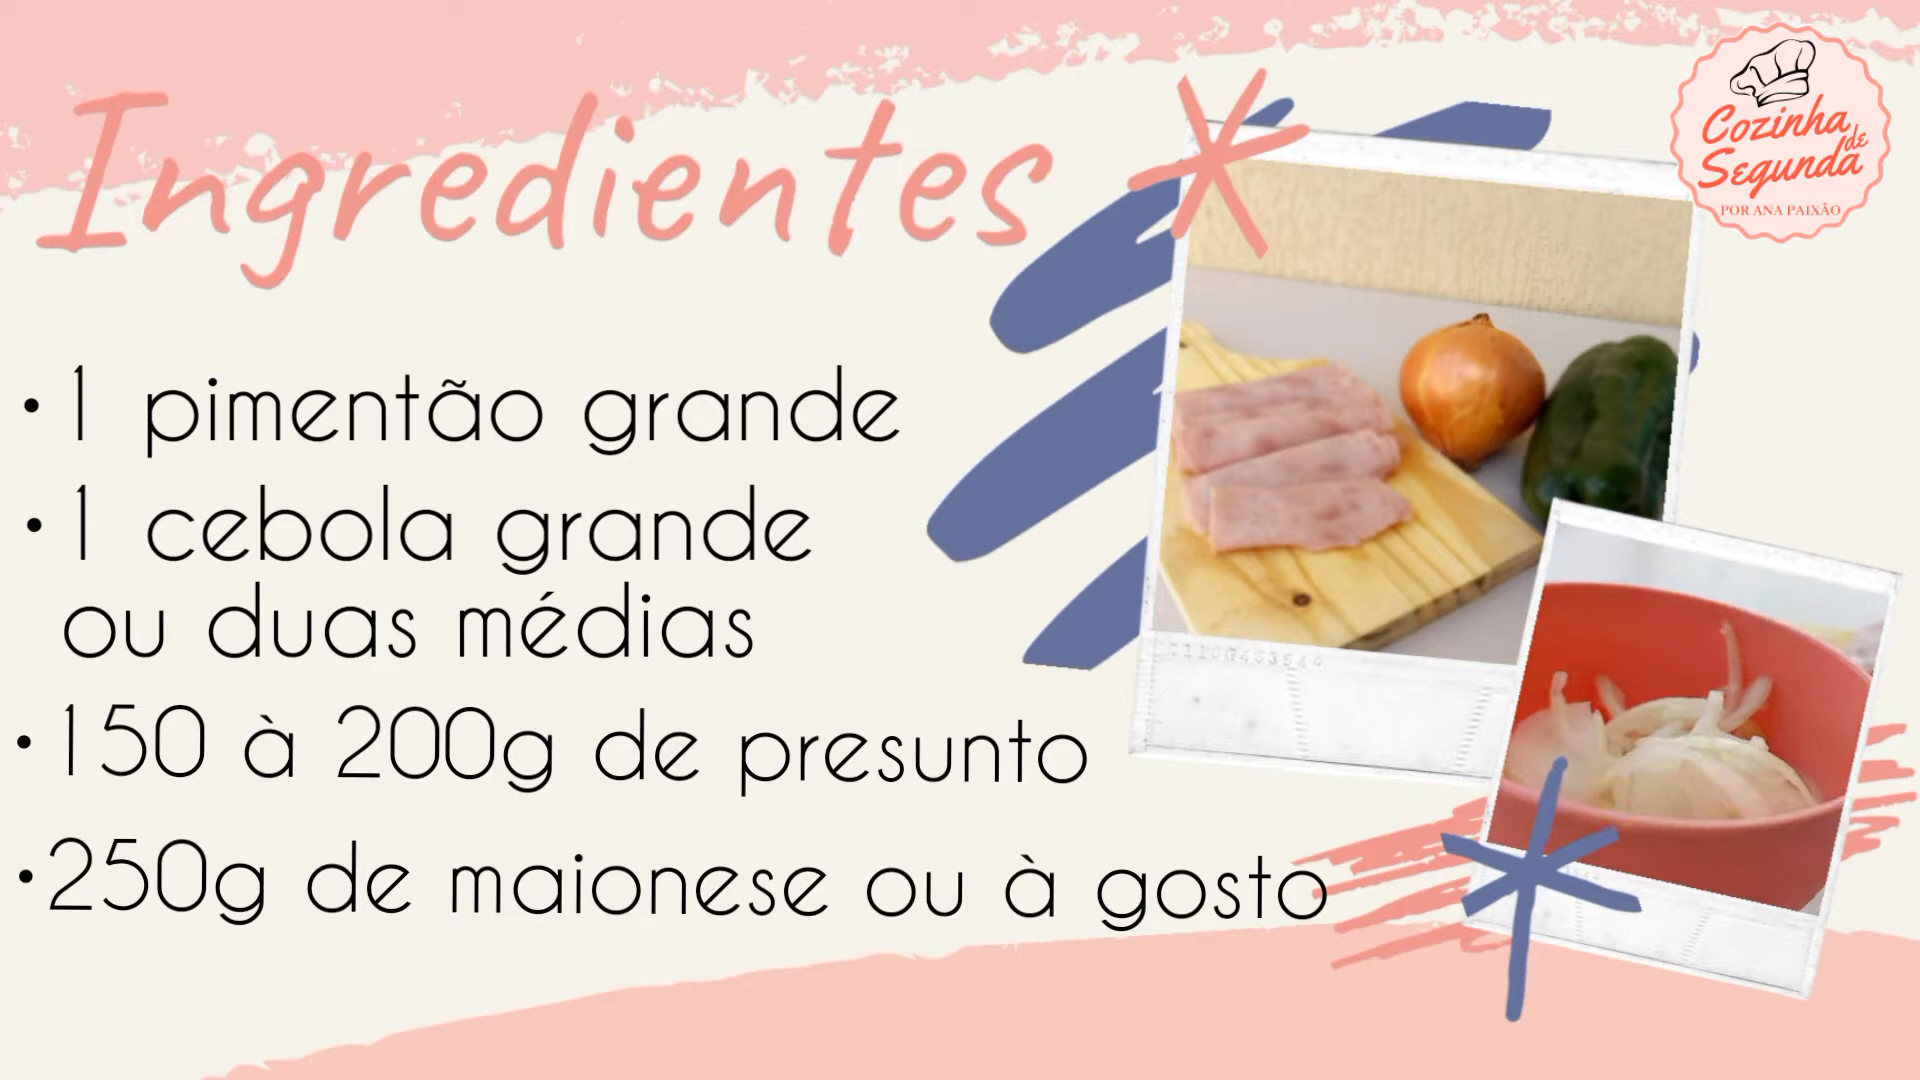 Ingredientes
Cozinha
de
Segunda
POR ANA PAIXÃO
•1 pimentão grande
•1 cebola grande
ou duas médias
•150 à 200g de presunto
•250g de maionese ou à gosto